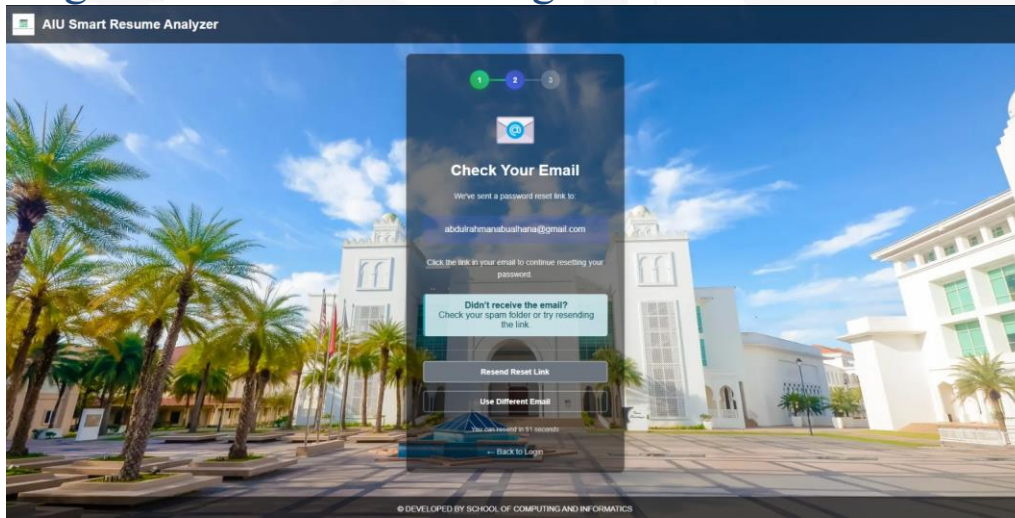 AIU Smart Resume Analyzer
1 2 3
@
Check Your Email
We've sent a password reset link to:
abdulrahmanabualhana@gmail.com
Click the link in your email to continue resetting your
password.
Didn't receive the email?
Check your spam folder or try resending
the link.
Resend Reset Link
Use Different Email
You can resend in 51 seconds
← Back to Login
© DEVELOPED BY SCHOOL OF COMPUTING AND INFORMATICS